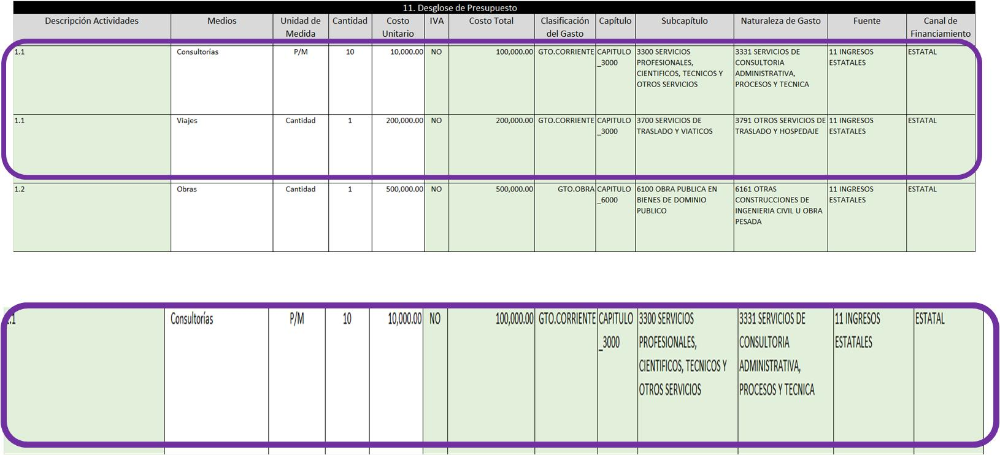 11. Desglose de Presupuesto
Descripción Actividades Medios Unidad de Medida Cantidad Costo Unitario IVA Costo Total Clasificación del Gasto Capítulo Subcapítulo Naturaleza de Gasto Fuente Canal de Financiamiento
1.1 Consultorías P/M 10 10,000.00 NO 100,000.00 GTO.CORRIENTE CAPITULO 3300 SERVICIOS 3331 SERVICIOS DE 11 INGRESOS ESTATAL
_3000 PROFESIONALES, CONSULTORIA ESTATALES
CIENTIFICOS, TECNICOS Y ADMINISTRATIVA,
OTROS SERVICIOS PROCESOS Y TECNICA
1.1 Viajes Cantidad 1 200,000.00 NO 200,000.00 GTO.CORRIENTE CAPITULO 3700 SERVICIOS DE 3791 OTROS SERVICIOS DE 11 INGRESOS ESTATAL
_3000 TRASLADO Y VIATICOS TRASLADO Y HOSPEDAJE ESTATALES
1.2 Obras Cantidad 1 500,000.00 NO 500,000.00 GTO.OBRA CAPITULO 6100 OBRA PUBLICA EN 6161 OTRAS 11 INGRESOS ESTATAL
_6000 BIENES DE DOMINIO CONSTRUCCIONES DE ESTATALES
PUBLICO INGENIERIA CIVIL U OBRA
PESADA
.1 Consultorías P/M 10 10,000.00 NO 100,000.00 GTO.CORRIENTE CAPITULO 3300 SERVICIOS 3331 SERVICIOS DE 11 INGRESOS ESTATAL
_3000 PROFESIONALES, CONSULTORIA ESTATALES
CIENTIFICOS, TECNICOS Y ADMINISTRATIVA,
OTROS SERVICIOS PROCESOS Y TECNICA